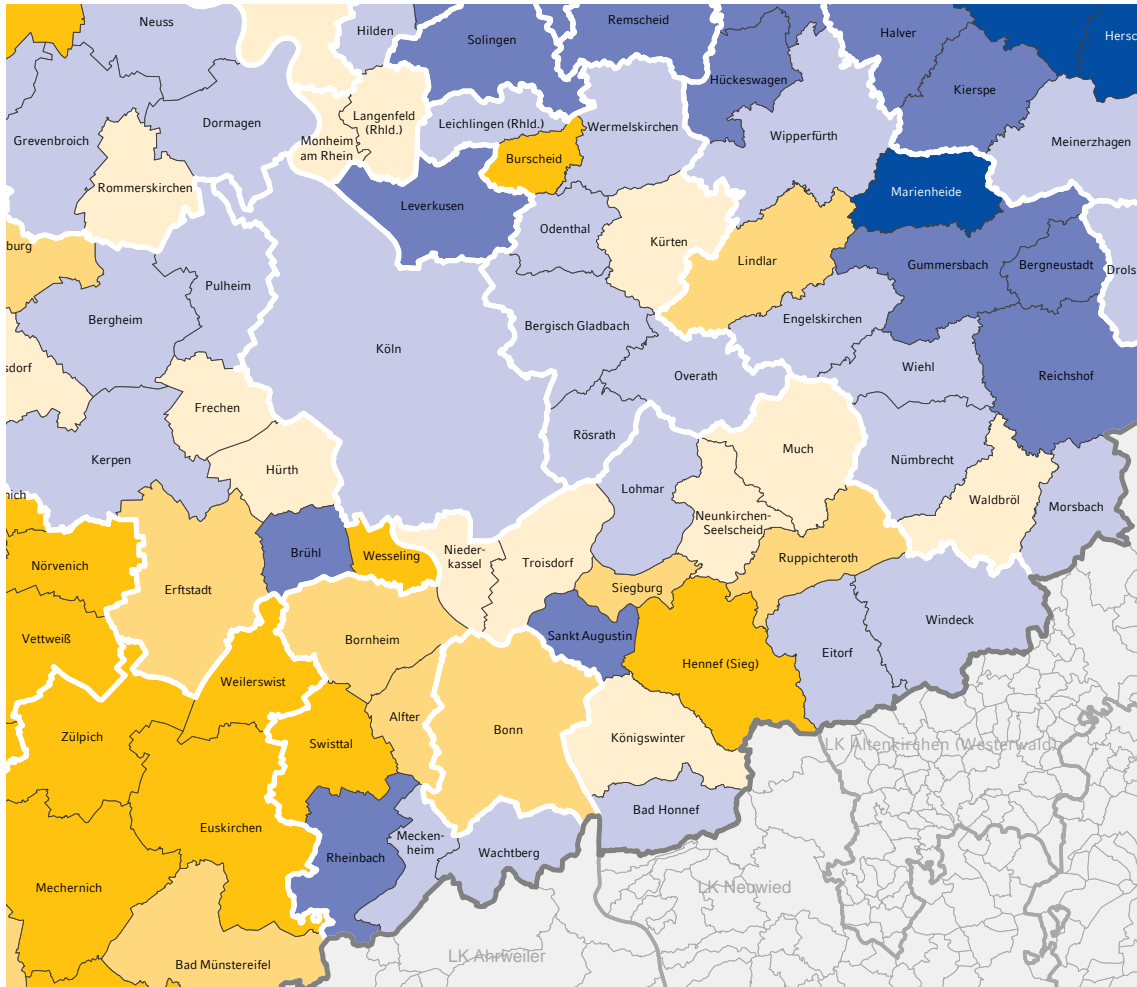 Neuss
Hilden
Solingen
Remscheid
Halver
Hersc
Hückeswagen
Kierspe
Grevenbroich
Dormagen
Monheim
am Rhein
Langenfeld
(Rhld.)
Leichlingen (Rhld.)
Wermelskirchen
Wipperfürth
Meinerzhagen
Burscheid
Rommerskirchen
Leverkusen
Marienheide
Odenthal
Kürten
Lindlar
Gummersbach
Bergneustadt
Drols
burg
Pulheim
Bergheim
Köln
Bergisch Gladbach
Engelskirchen
sdorf
Overath
Wiehl
Reichshof
Frechen
Rösrath
Much
Kerpen
Hürth
Nümbrecht
nich
Lohmar
Neunkirchen-
Seelscheid
Waldbröl
Morsbach
Nörvenich
Brühl
Wesseling
Nieder-
kassel
Troisdorf
Ruppichteroth
Erftstadt
Siegburg
Vettweiß
Bornheim
Sankt Augustin
Windeck
Hennef (Sieg)
Eitorf
Weilerswist
Alfter
Zülpich
Swisttal
Bonn
Königswinter
LK Altenkirchen (Westerwald)
Bad Honnef
Euskirchen
Mecken-
heim
Rheinbach
Wachtberg
Mechernich
LK Neuwied
LK Ahrweiler
Bad Münstereifel